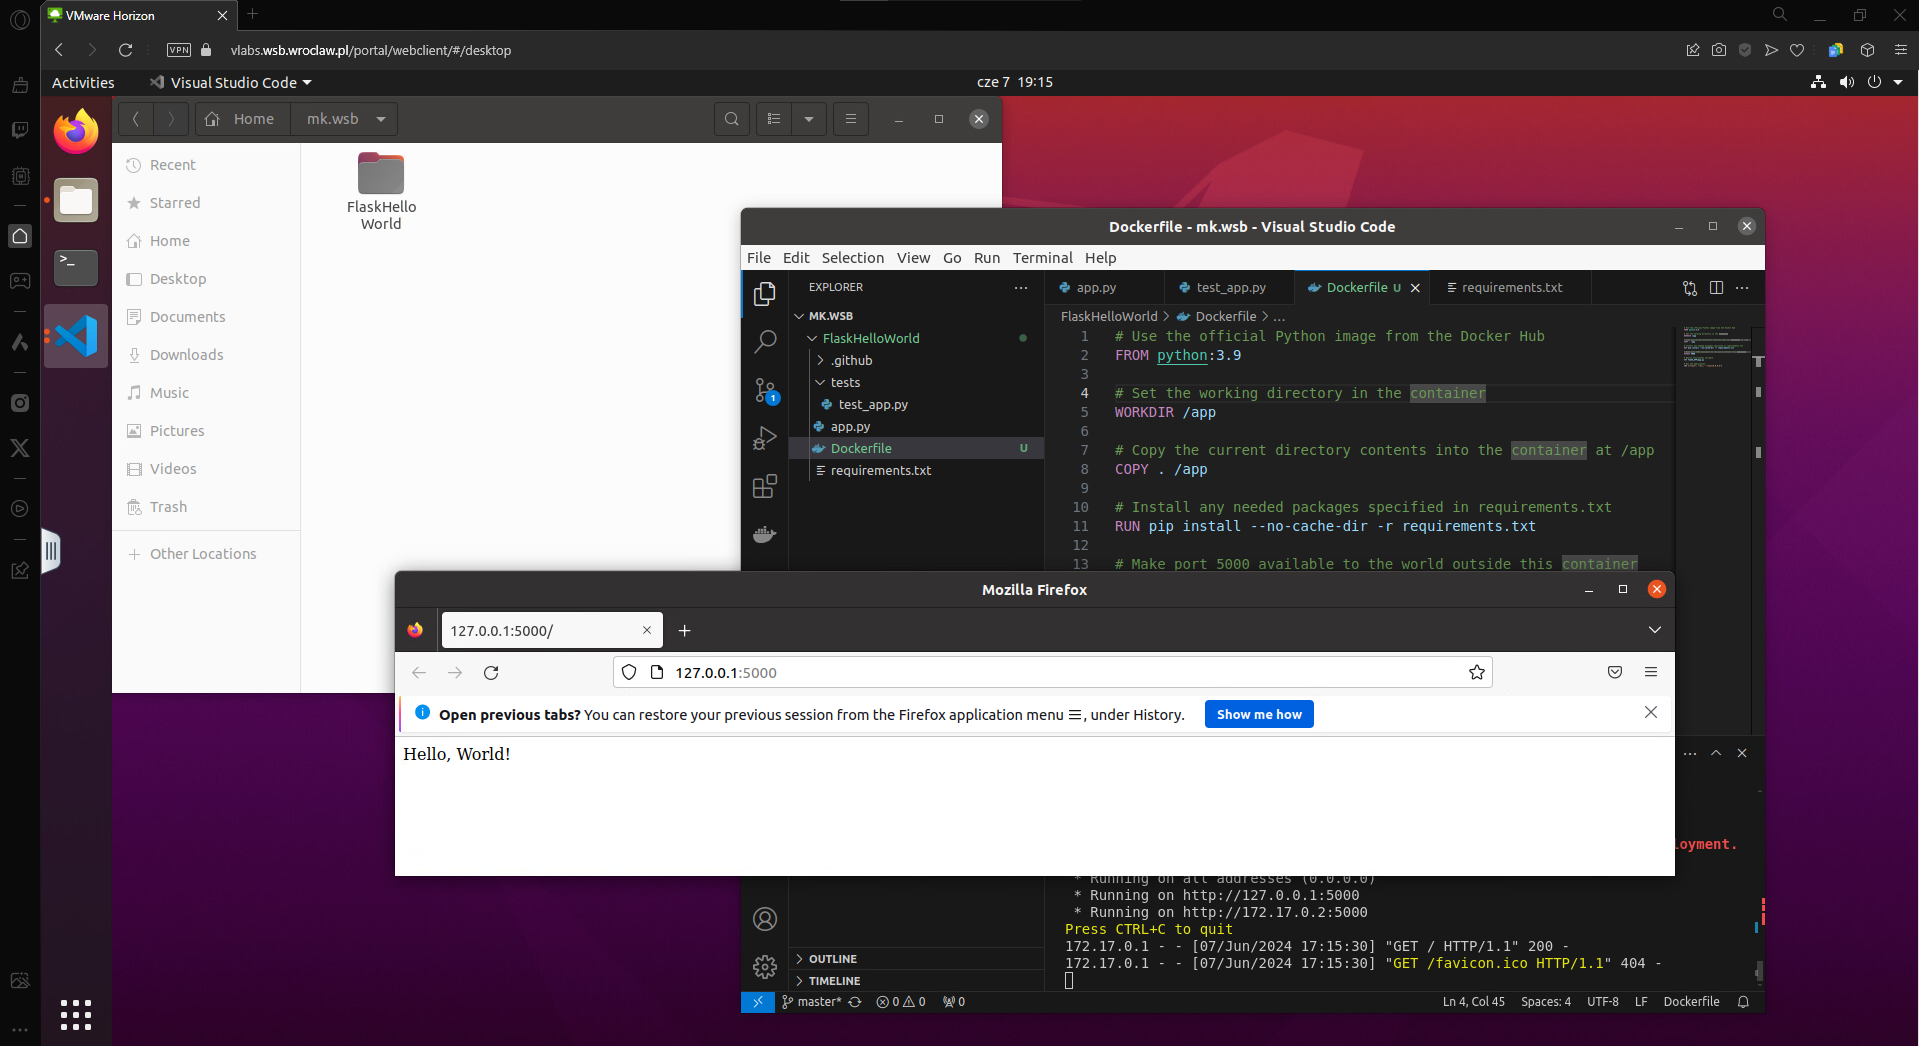 VMware Horizon
VPN
vlabs.wsb.wroclaw.pl/portal/webclient/#/desktop
Activities
Visual Studio Code
cze 7 19:15
Home
mk.wsb
Recent
Starred
Home
Desktop
Documents
Downloads
Music
Pictures
Videos
Trash
Other Locations
FlaskHello
World
Dockerfile - mk.wsb - Visual Studio Code
File Edit Selection View Go Run Terminal Help
EXPLORER
MK.WSB
FlaskHelloWorld
.github
tests
test_app.py
app.py
Dockerfile U
requirements.txt
1
app.py
test_app.py
Dockerfile U
requirements.txt
FlaskHelloWorld > Dockerfile > ...
1 # Use the official Python image from the Docker Hub
2 FROM python:3.9
3
4 # Set the working directory in the container
5 WORKDIR /app
6
7 # Copy the current directory contents into the container at /app
8 COPY . /app
9
10 # Install any needed packages specified in requirements.txt
11 RUN pip install --no-cache-dir -r requirements.txt
12
13 # Make port 5000 available to the world outside this container
Mozilla Firefox
127.0.0.1:5000/
127.0.0.1:5000
Open previous tabs? You can restore your previous session from the Firefox application menu ☰, under History.
Show me how
Hello, World!
loyment.
* Running on all addresses (0.0.0.0)
* Running on http://127.0.0.1:5000
* Running on http://172.17.0.2:5000
Press CTRL+C to quit
172.17.0.1 - - [07/Jun/2024 17:15:30] "GET / HTTP/1.1" 200 -
172.17.0.1 - - [07/Jun/2024 17:15:30] "GET /favicon.ico HTTP/1.1" 404 -
OUTLINE
TIMELINE
master* 0 0 0
Ln 4, Col 45 Spaces: 4 UTF-8 LF Dockerfile